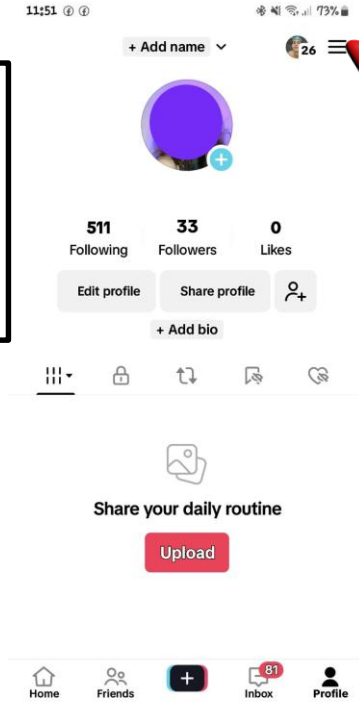 11:51 73%
+ Add name 26
511 33 0
Following Followers Likes
Edit profile Share profile
+ Add bio
Share your daily routine
Upload
81
Home Friends Inbox Profile